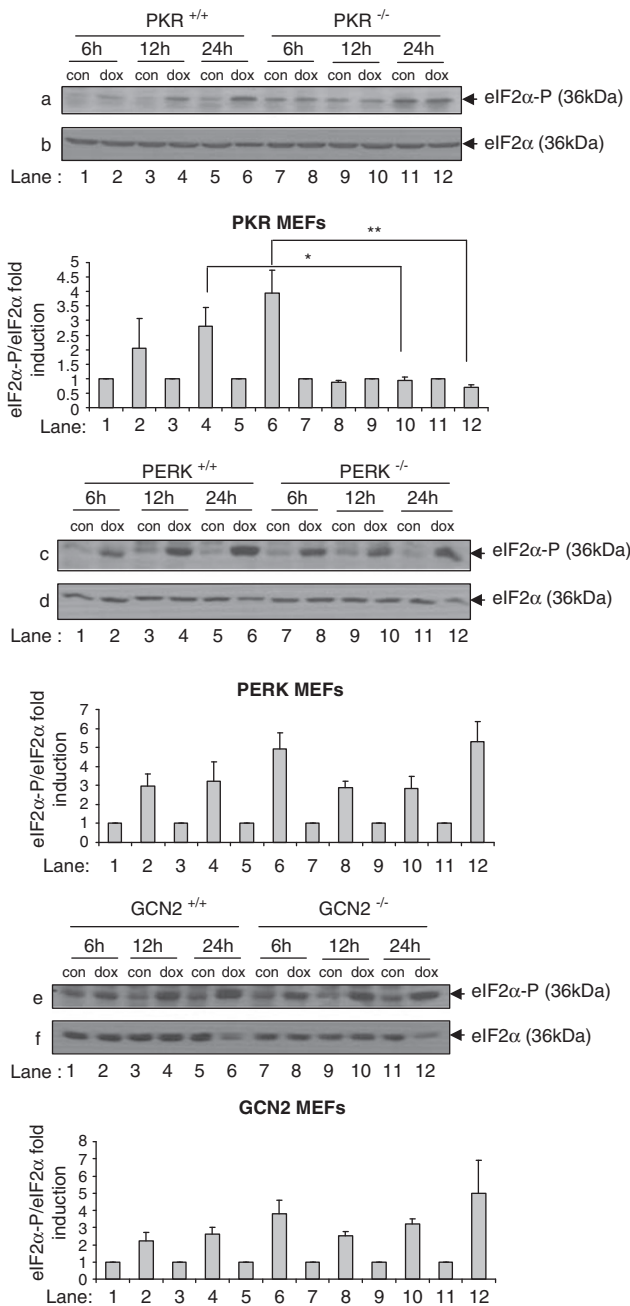 PKR +/+ PKR -/-
6h 12h 24h 6h 12h 24h
con dox con dox con dox con dox con dox con dox
a eIF2α-P (36kDa)
b eIF2α (36kDa)
Lane : 1 2 3 4 5 6 7 8 9 10 11 12
PKR MEFs
**
*
eIF2α-P/eIF2α fold induction
5
4.5
4
3.5
3
2.5
2
1.5
1
0.5
0
Lane: 1 2 3 4 5 6 7 8 9 10 11 12
PERK +/+ PERK -/-
6h 12h 24h 6h 12h 24h
con dox con dox con dox con dox con dox con dox
c eIF2α-P (36kDa)
d eIF2α (36kDa)
Lane : 1 2 3 4 5 6 7 8 9 10 11 12
PERK MEFs
eIF2α-P/eIF2α fold induction
7
6
5
4
3
2
1
0
Lane: 1 2 3 4 5 6 7 8 9 10 11 12
GCN2 +/+ GCN2 -/-
6h 12h 24h 6h 12h 24h
con dox con dox con dox con dox con dox con dox
e eIF2α-P (36kDa)
f eIF2α (36kDa)
Lane : 1 2 3 4 5 6 7 8 9 10 11 12
GCN2 MEFs
eIF2α-P/eIF2α fold induction
8
7
6
5
4
3
2
1
0
Lane: 1 2 3 4 5 6 7 8 9 10 11 12